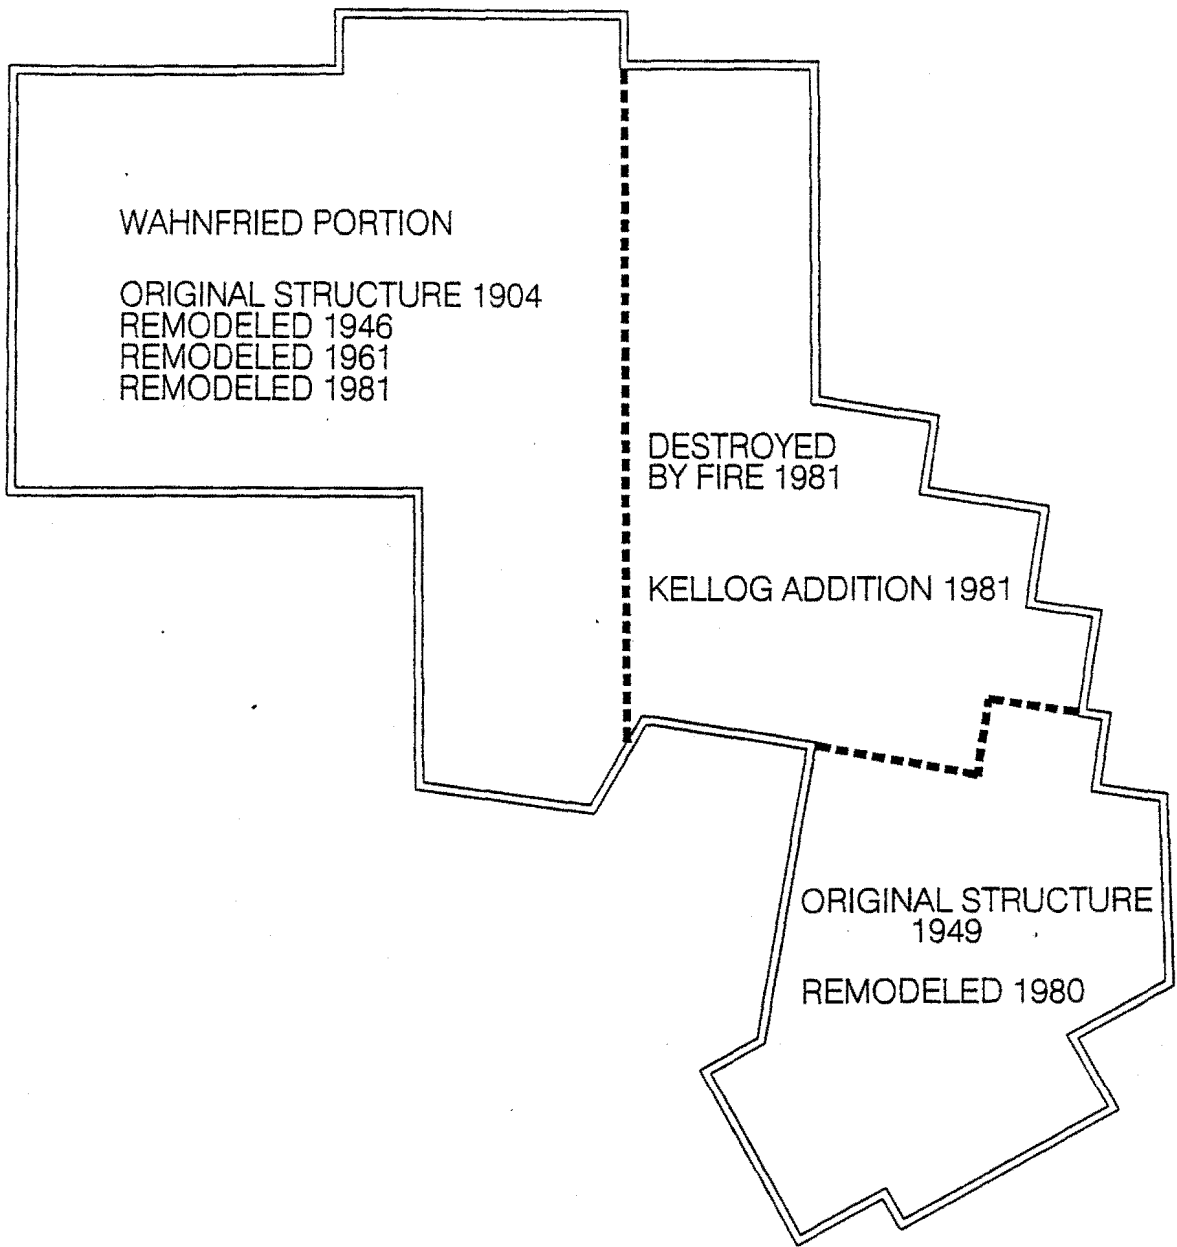 WAHNFRIED PORTION
ORIGINAL STRUCTURE 1904
REMODELED 1946
REMODELED 1961
REMODELED 1981
DESTROYED
BY FIRE 1981
KELLOG ADDITION 1981
ORIGINAL STRUCTURE
1949
REMODELED 1980